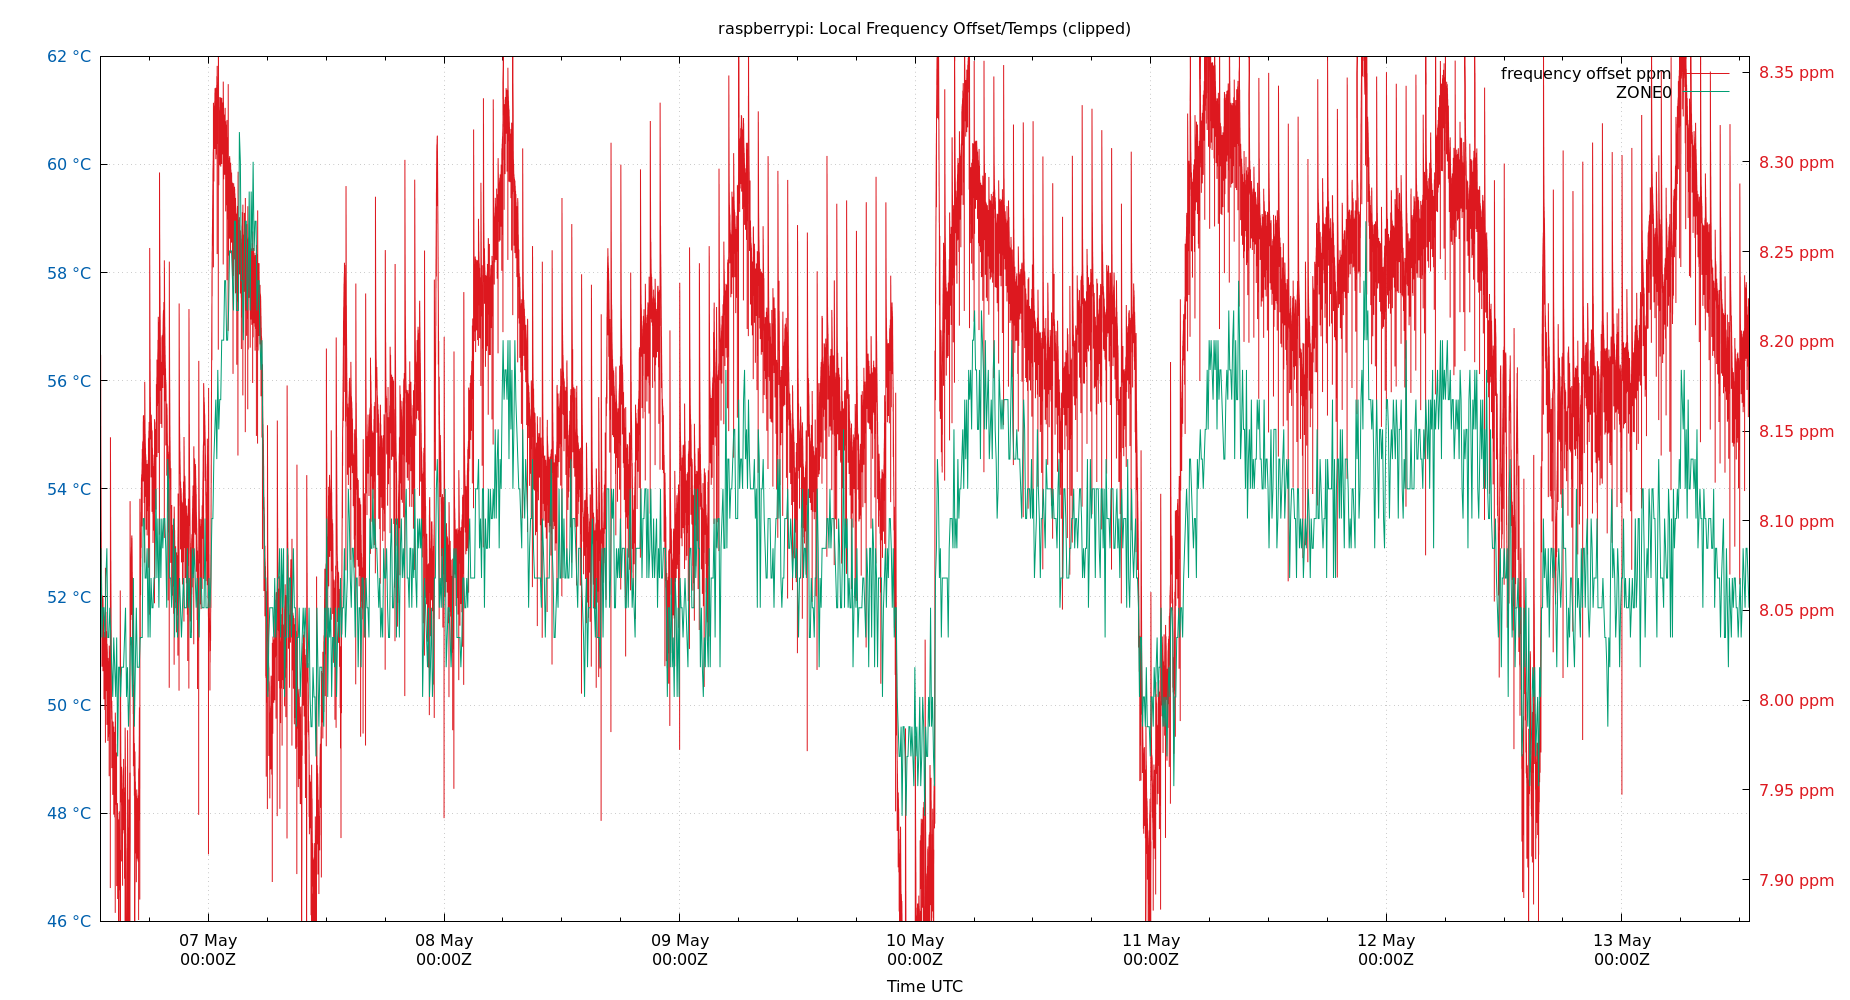 raspberrypi: Local Frequency Offset/Temps (clipped)
62 °C
60 °C
58 °C
56 °C
54 °C
52 °C
50 °C
48 °C
46 °C
frequency offset ppm
ZONE0
8.35 ppm
8.30 ppm
8.25 ppm
8.20 ppm
8.15 ppm
8.10 ppm
8.05 ppm
8.00 ppm
7.95 ppm
7.90 ppm
07 May 08 May 09 May 10 May 11 May 12 May 13 May
00:00Z 00:00Z 00:00Z 00:00Z 00:00Z 00:00Z 00:00Z
Time UTC